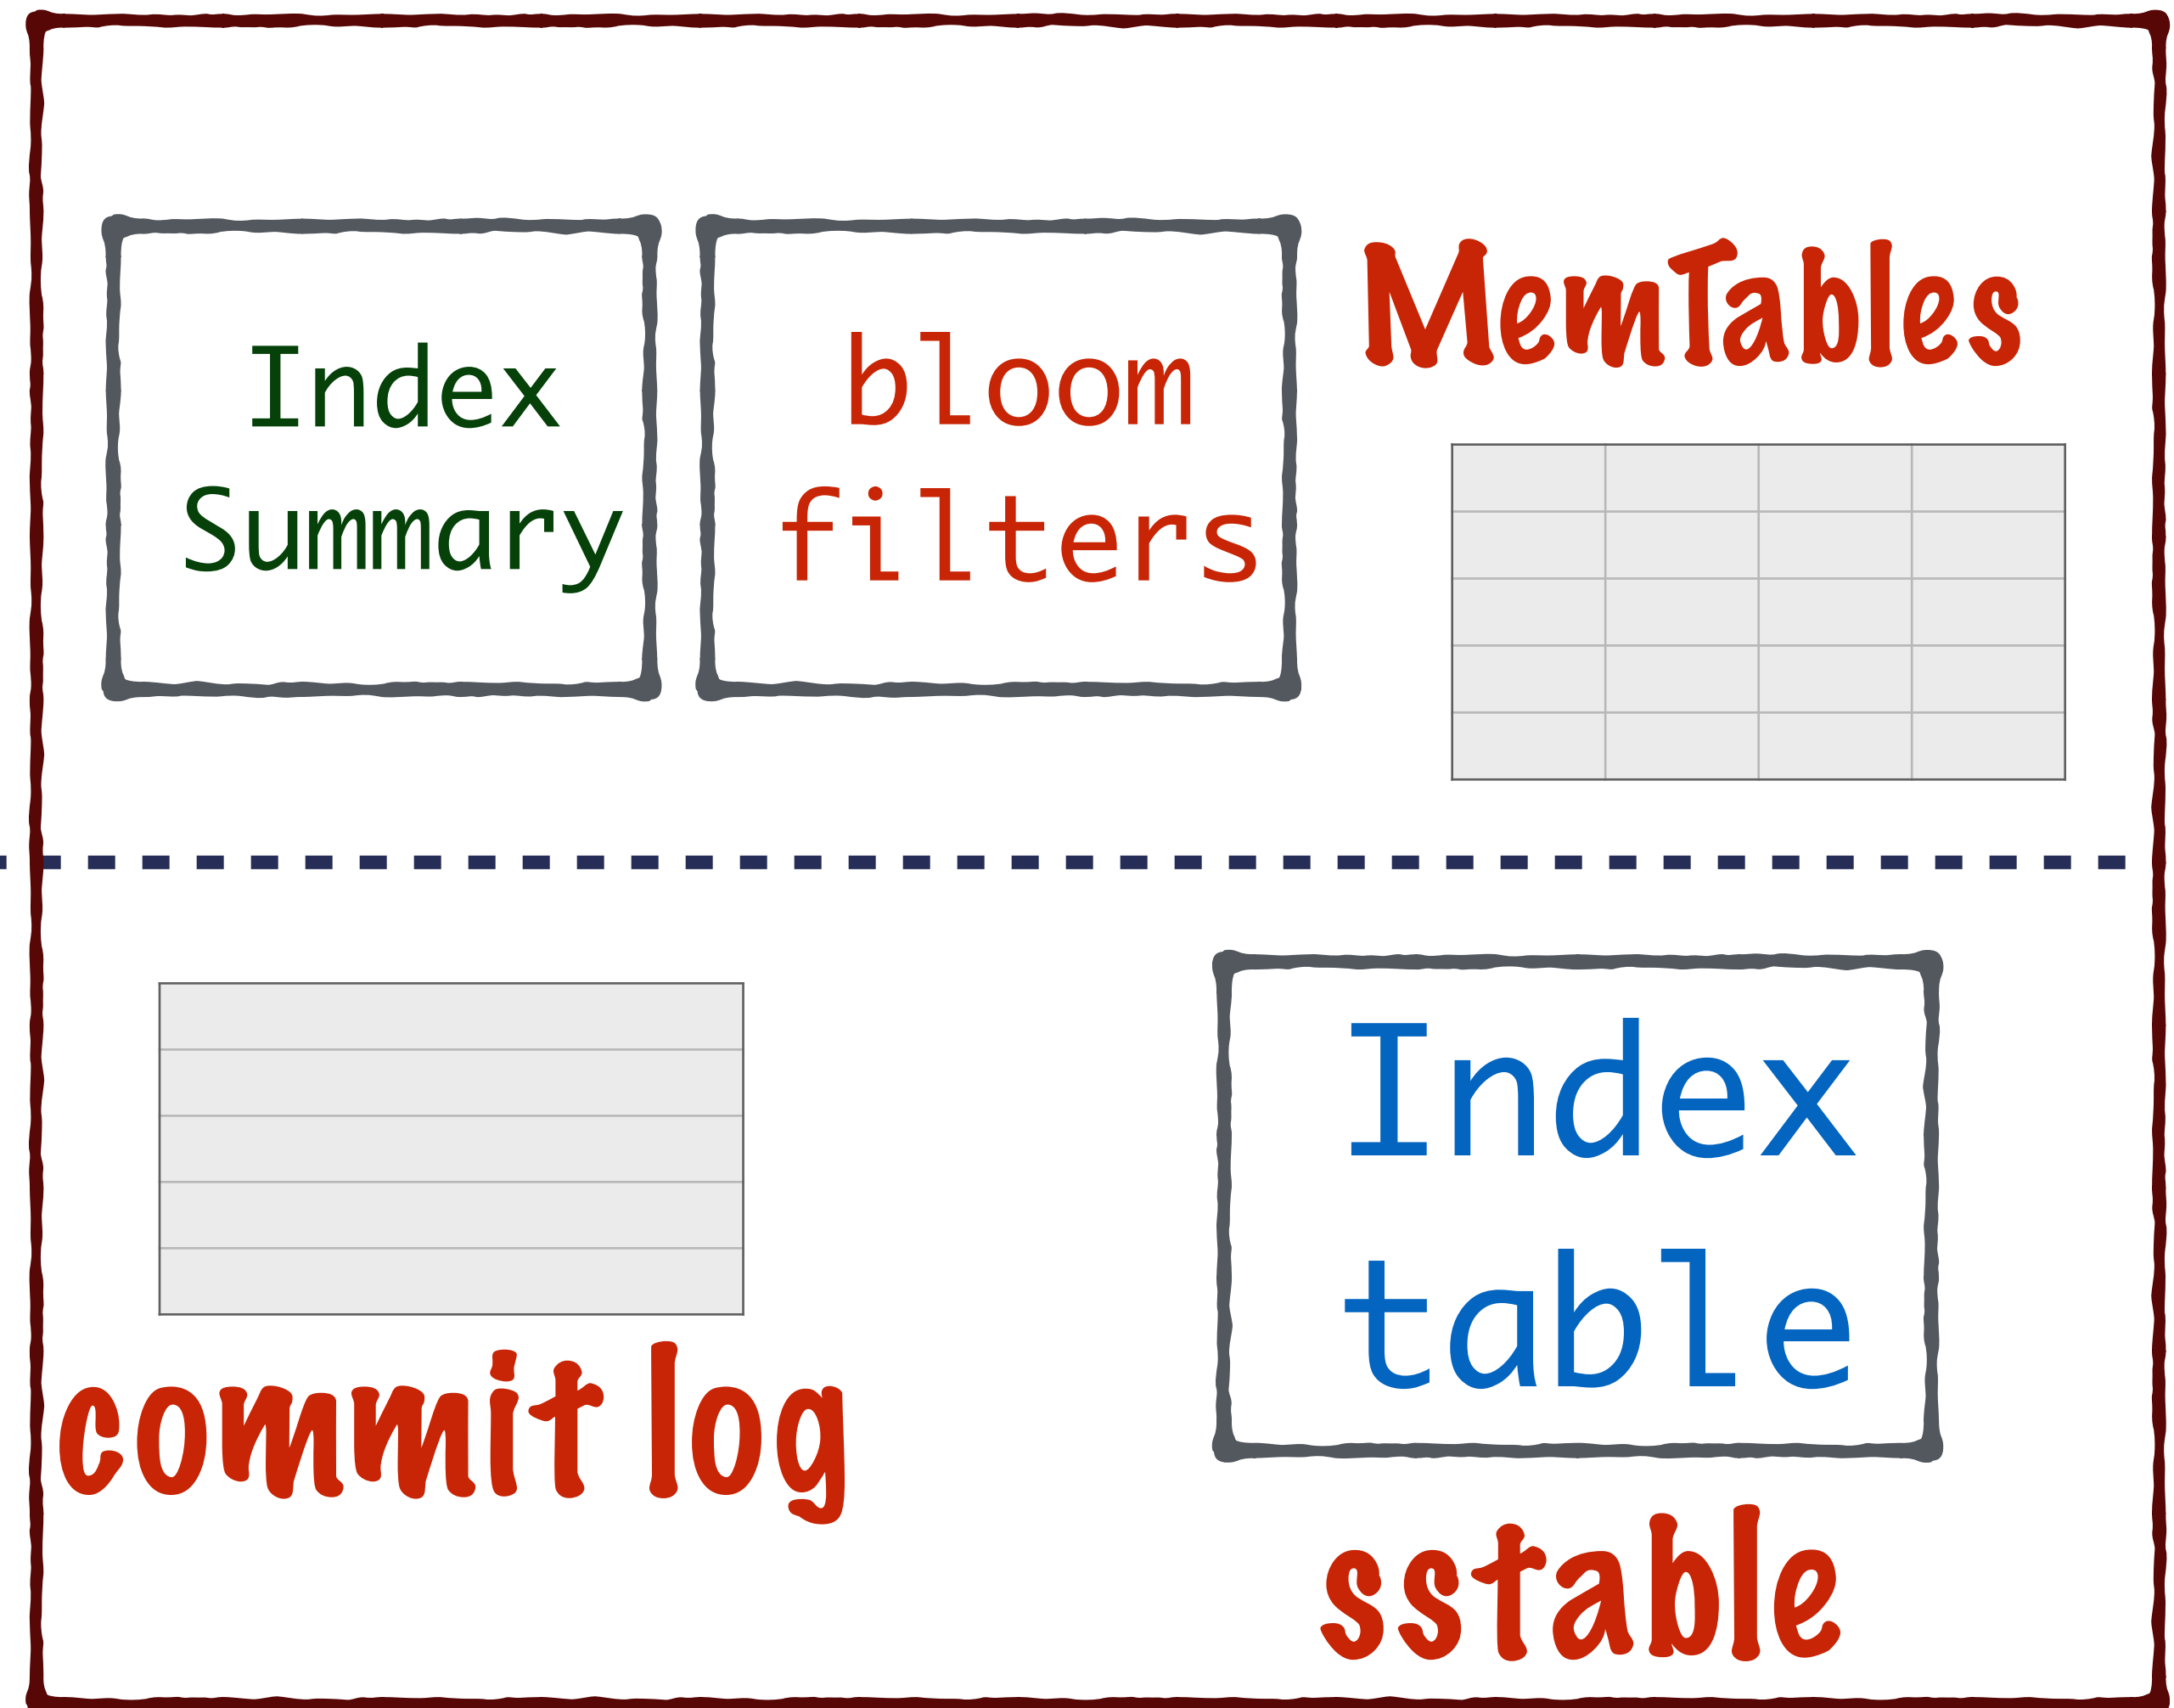 Index
Summary
bloom
filters
MemTables
commit log
Index
table
sstable